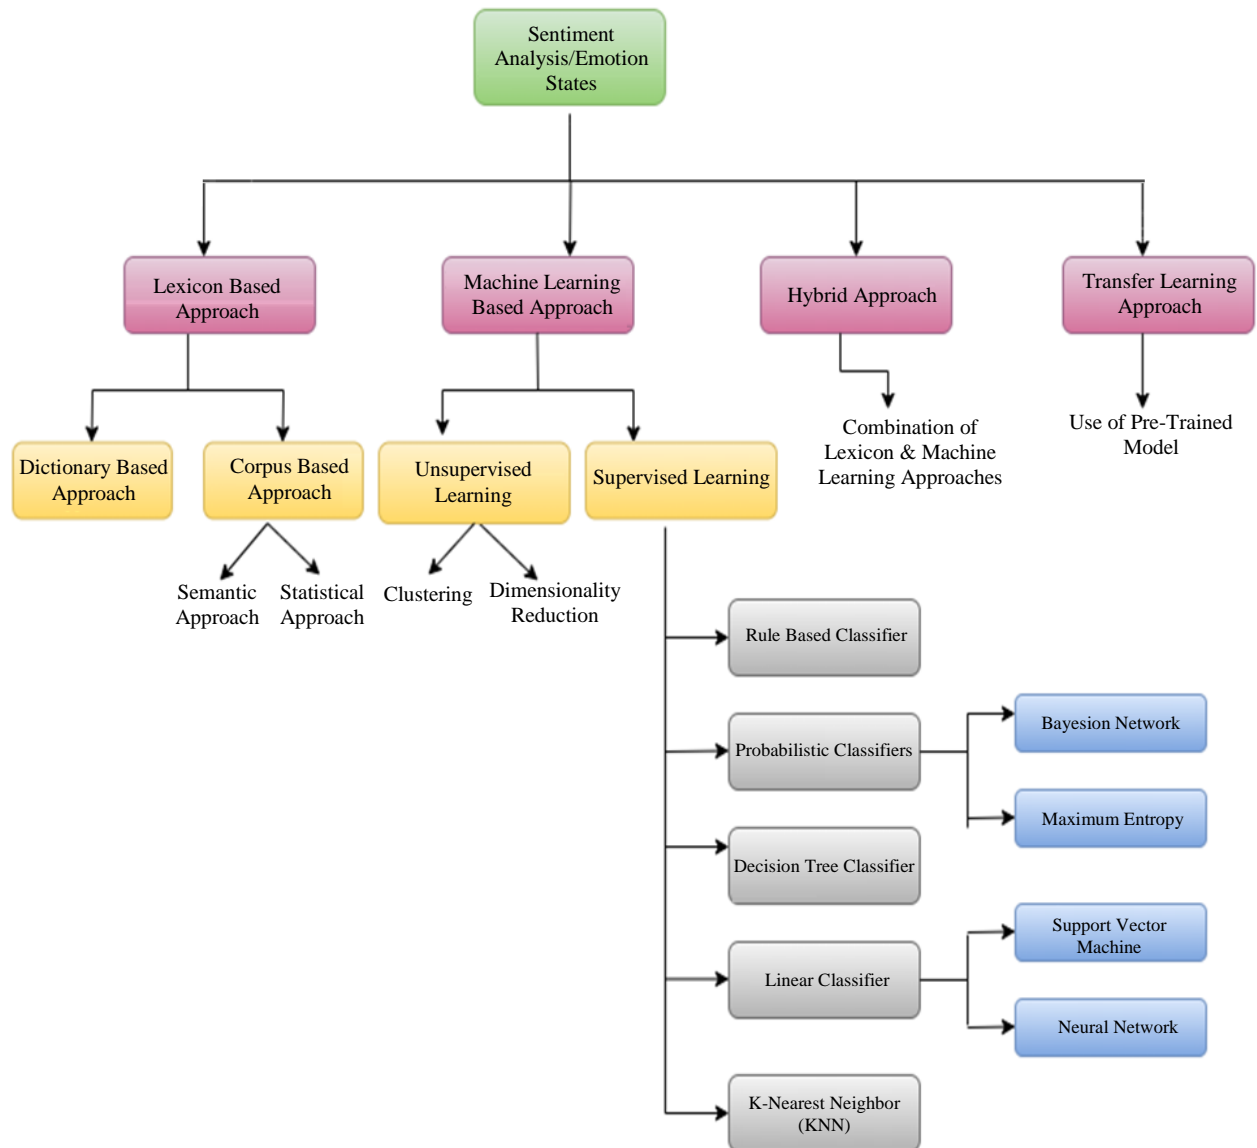 Sentiment
Analysis/Emotion
States
Lexicon Based
Approach
Machine Learning
Based Approach
Hybrid Approach
Transfer Learning
Approach
Dictionary Based
Approach
Corpus Based
Approach
Unsupervised
Learning
Supervised Learning
Combination of
Lexicon & Machine
Learning Approaches
Use of Pre-Trained
Model
Semantic
Approach
Statistical
Approach
Clustering
Dimensionality
Reduction
Rule Based Classifier
Probabilistic Classifiers
Bayesion Network
Maximum Entropy
Decision Tree Classifier
Linear Classifier
Support Vector
Machine
Neural Network
K-Nearest Neighbor
(KNN)